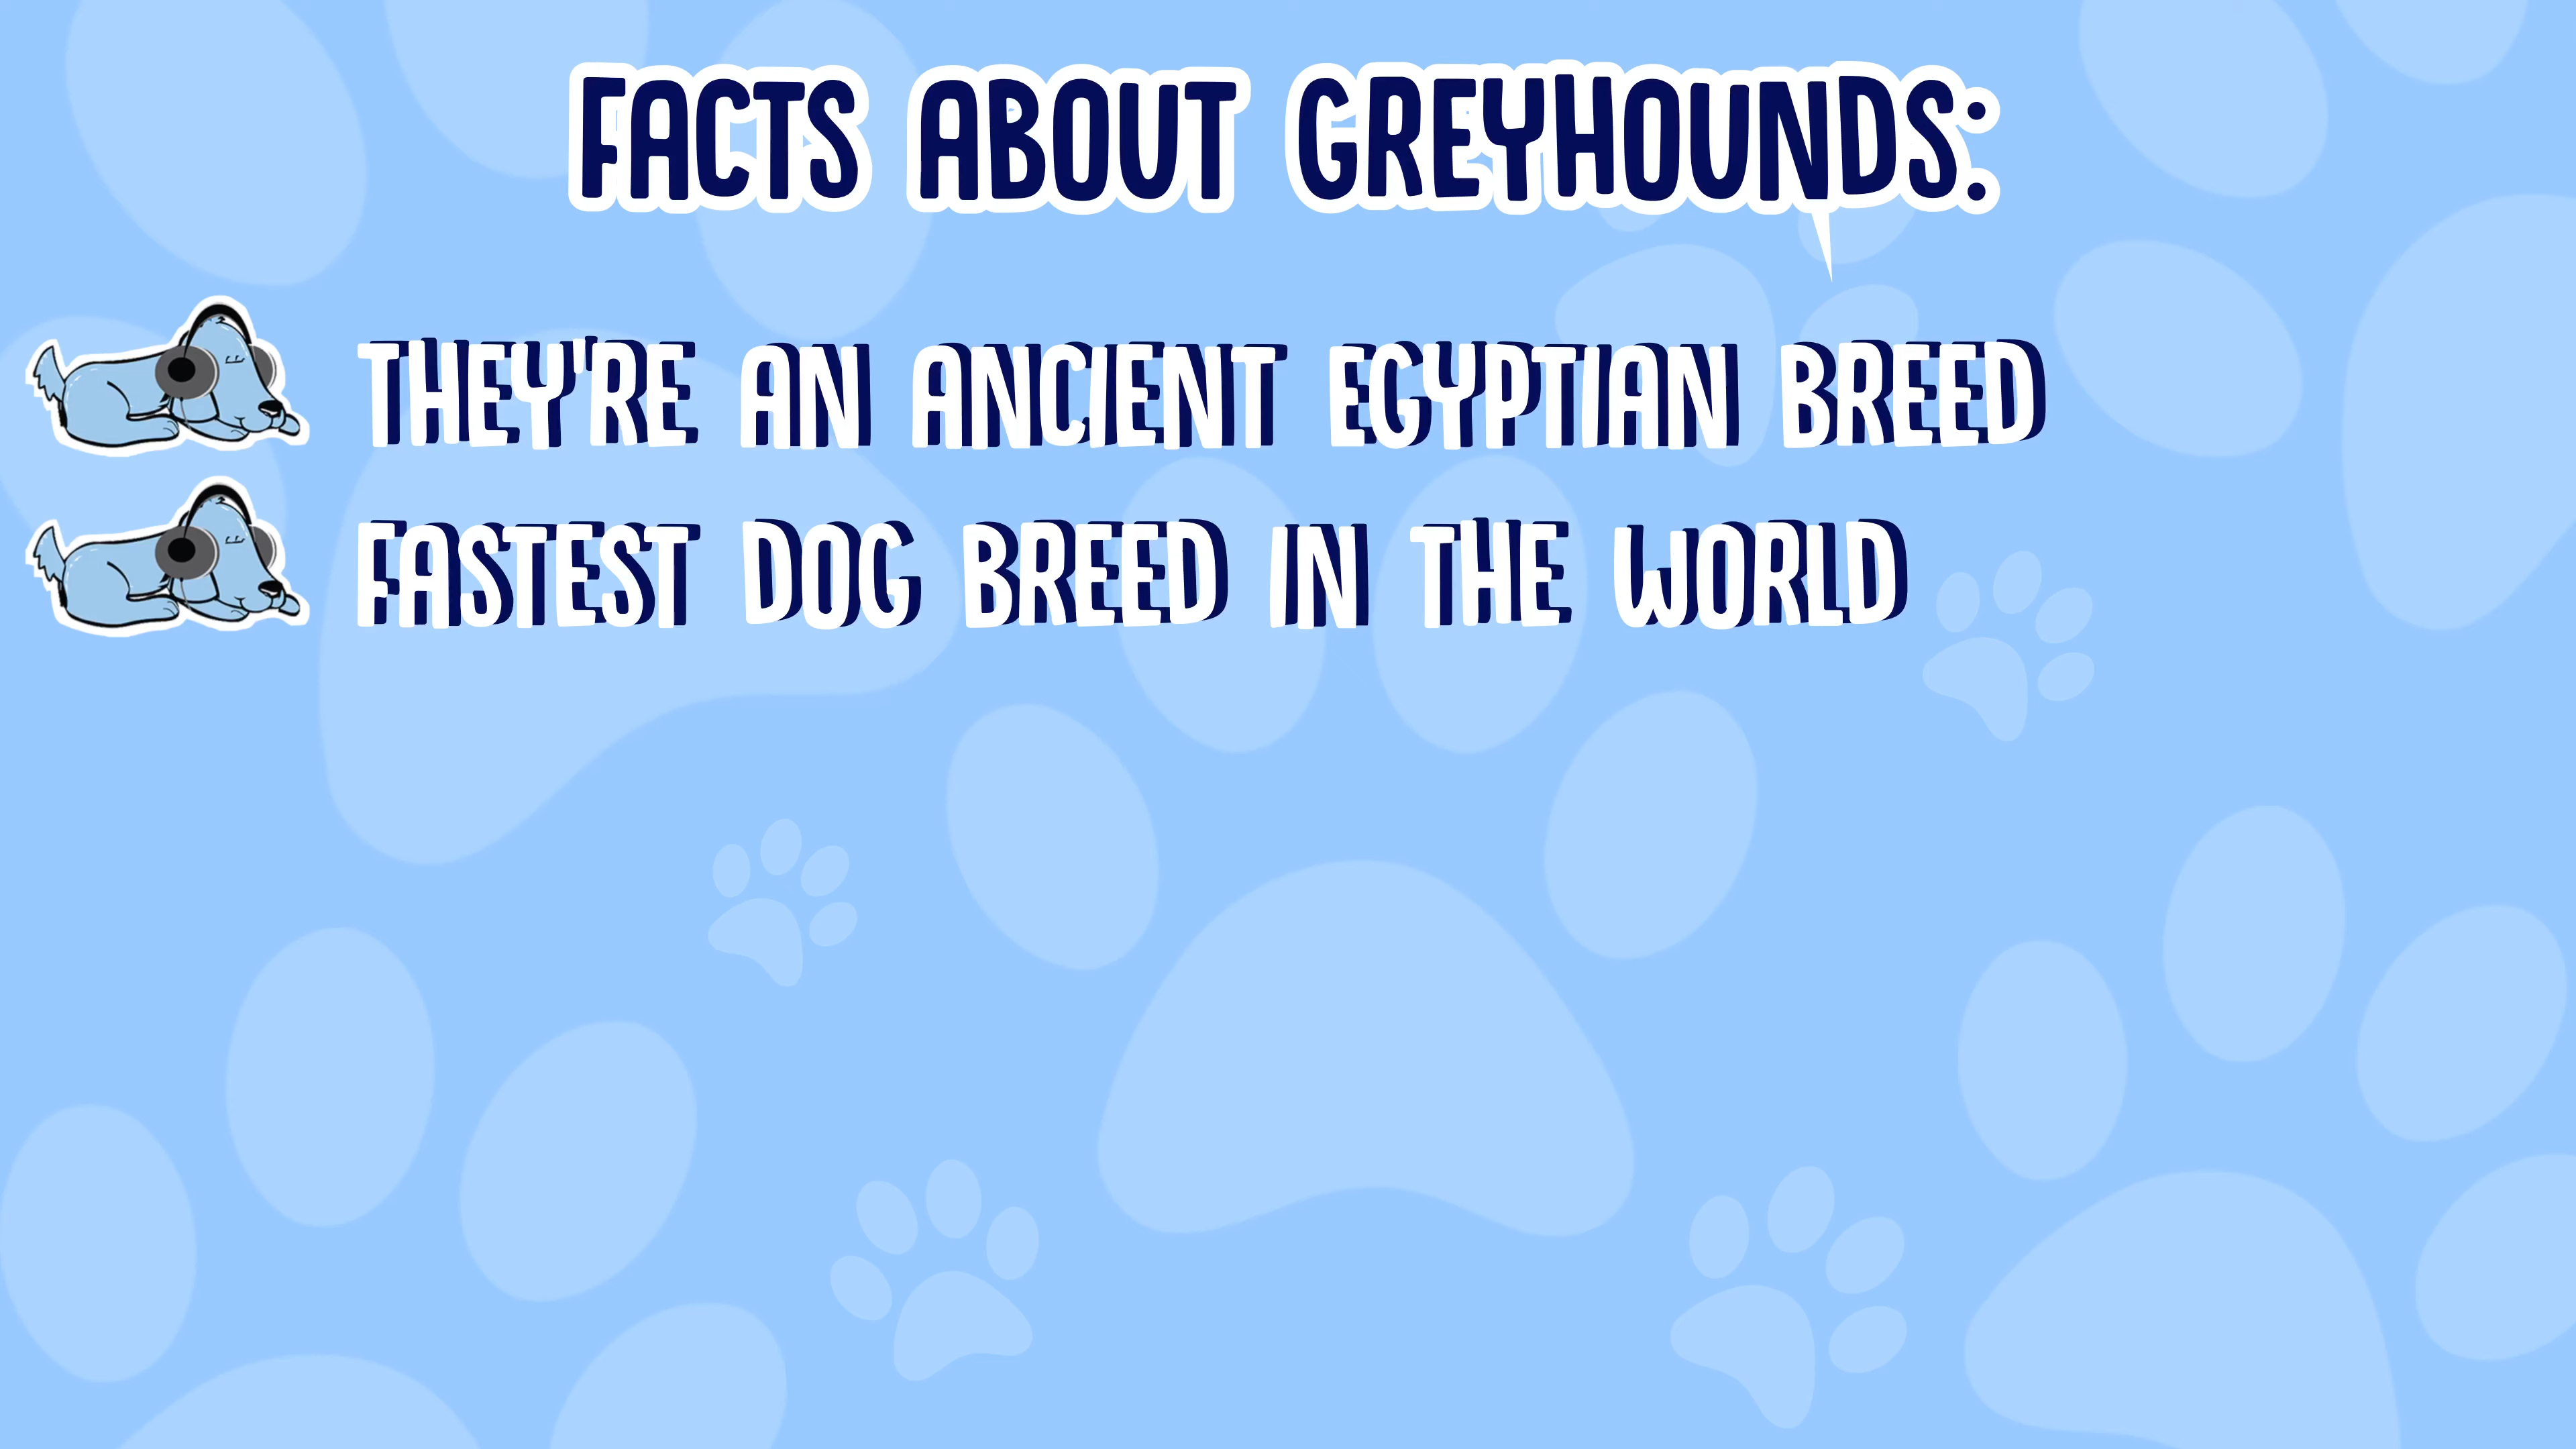 FACTS ABOUT GREYHOUNDS:
THEY'RE AN ANCIENT EGYPTIAN BREED
FASTEST DOG BREED IN THE WORLD